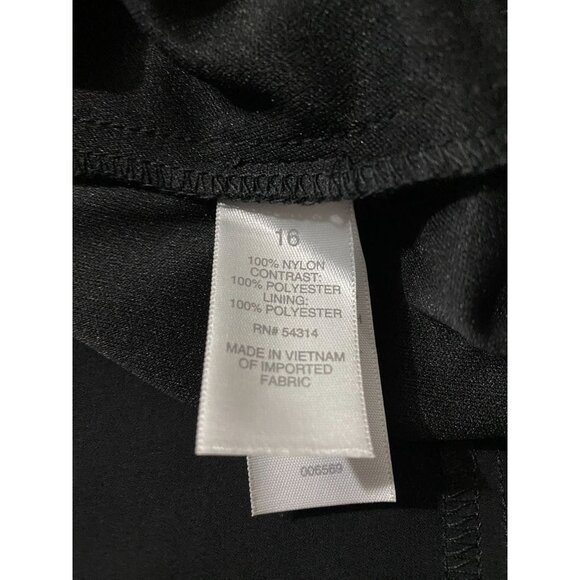 16
100% NYLON
CONTRAST:
100% POLYESTER
LINING:
100% POLYESTER
RN# 54314
MADE IN VIETNAM
OF IMPORTED
FABRIC
006569